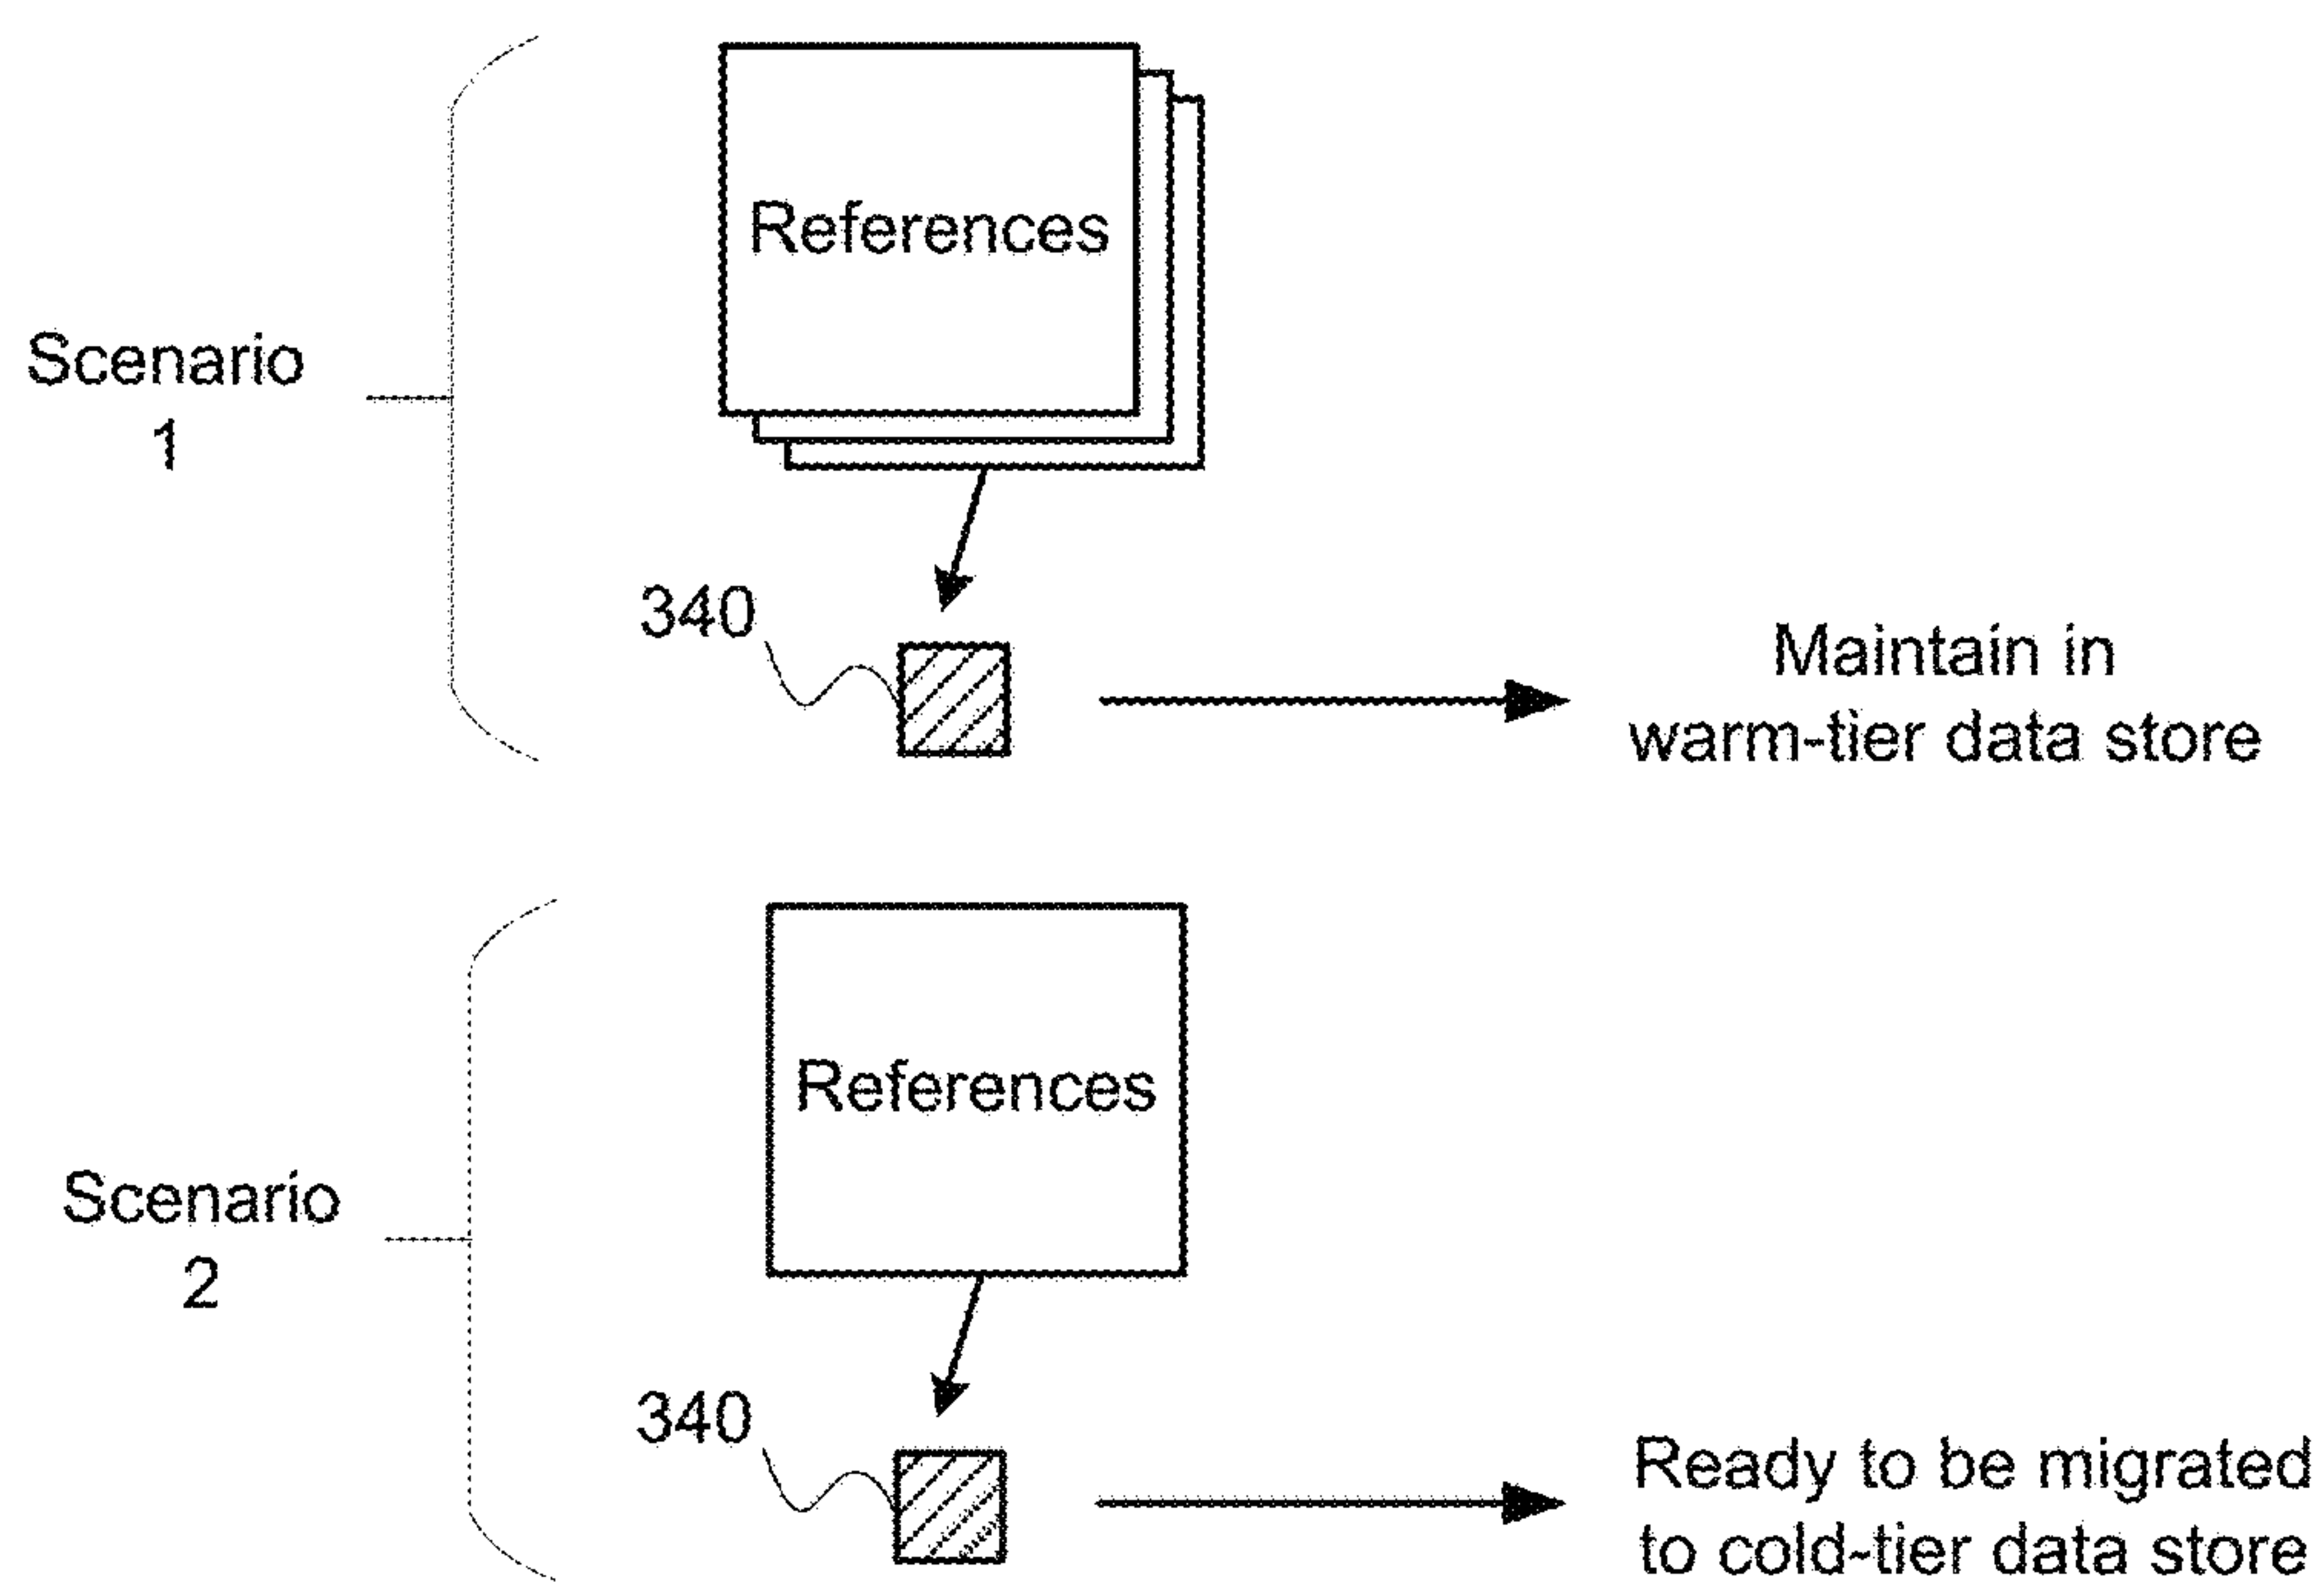 References
Scenario
1
340
Maintain in
warm-tier data store
References
Scenario
2
340
Ready to be migrated
to cold-tier data store